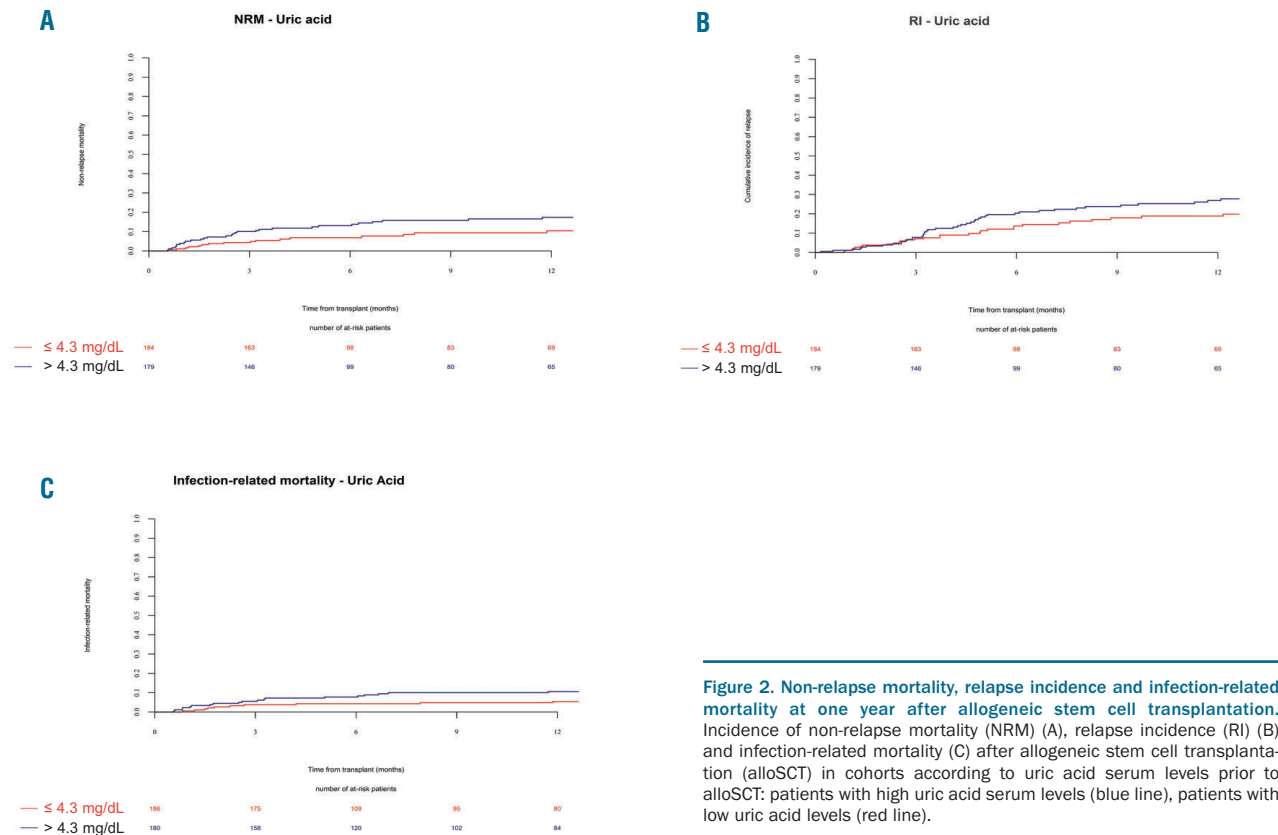 A
NRM - Uric acid
Non-relapse mortality
1.0
0.9
0.8
0.7
0.6
0.5
0.4
0.3
0.2
0.1
0.0
0 3 6 9 12
Time from transplant (months)
number of at-risk patients
≤ 4.3 mg/dL 184 163 98 83 69
> 4.3 mg/dL 179 146 99 80 65
B
RI - Uric acid
Cumulative incidence of relapse
1.0
0.9
0.8
0.7
0.6
0.5
0.4
0.3
0.2
0.1
0.0
0 3 6 9 12
Time from transplant (months)
number of at-risk patients
≤ 4.3 mg/dL 184 163 98 83 69
> 4.3 mg/dL 179 146 99 80 65
C
Infection-related mortality - Uric Acid
Infection-related mortality
1.0
0.9
0.8
0.7
0.6
0.5
0.4
0.3
0.2
0.1
0.0
0 3 6 9 12
Time from transplant (months)
number of at-risk patients
≤ 4.3 mg/dL 186 175 109 95 80
> 4.3 mg/dL 180 158 120 102 84
Figure 2. Non-relapse mortality, relapse incidence and infection-related
mortality at one year after allogeneic stem cell transplantation.
Incidence of non-relapse mortality (NRM) (A), relapse incidence (RI) (B)
and infection-related mortality (C) after allogeneic stem cell transplanta-
tion (alloSCT) in cohorts according to uric acid serum levels prior to
alloSCT: patients with high uric acid serum levels (blue line), patients with
low uric acid levels (red line).